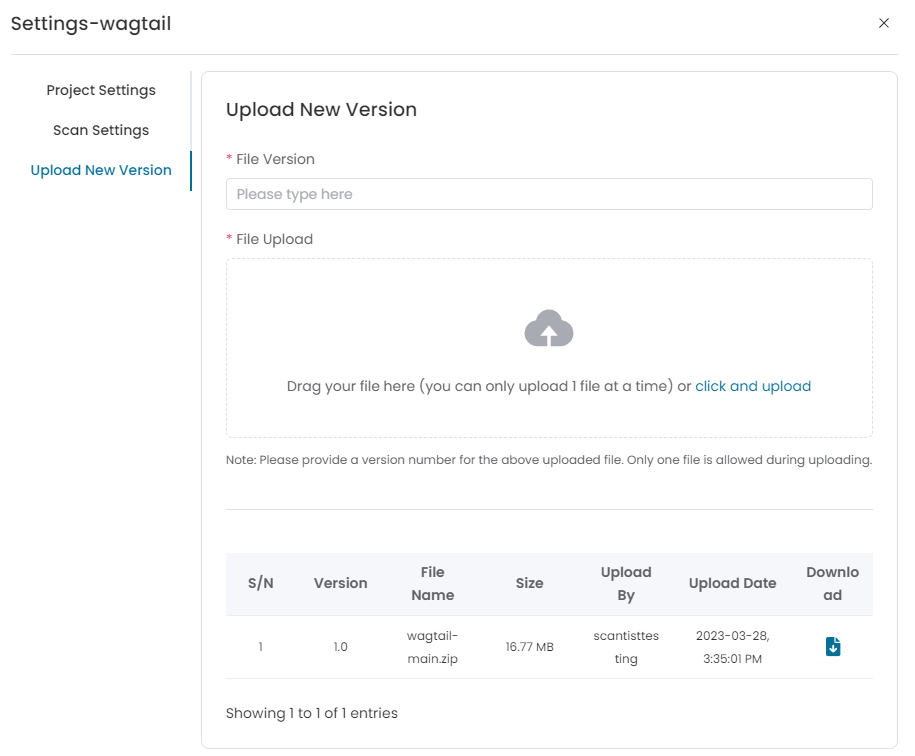 Settings-wagtail
Project Settings
Scan Settings
Upload New Version
Upload New Version
* File Version
Please type here
* File Upload
Drag your file here (you can only upload 1 file at a time) or click and upload
Note: Please provide a version number for the above uploaded file. Only one file is allowed during uploading.
S/N
Version
File
Name
Size
Upload
By
Upload Date
Downlo
ad
1
1.0
wagtail-
main.zip
16.77 MB
scantisttes
ting
2023-03-28,
3:35:01 PM
Showing 1 to 1 of 1 entries